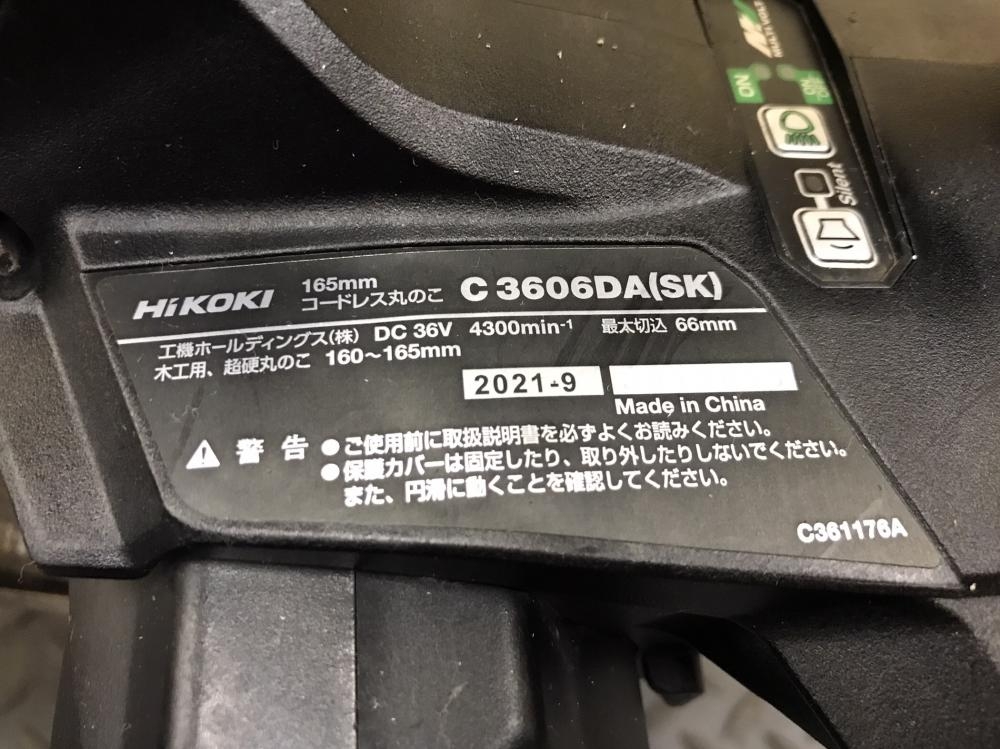 MULTI VOLT
ON
ON/OFF
Silent
HiKOKI 165mm コードレス丸のこ C 3606DA(SK)
工機ホールディングス(株) DC 36V 4300min-1 最大切込 66mm
木工用、超硬丸のこ 160～165mm
2021-9
Made in China
警告 ●ご使用前に取扱説明書を必ずよくお読みください。
●保護カバーは固定したり、取り外したりしないでください。
また、円滑に動くことを確認してください。
C361176A